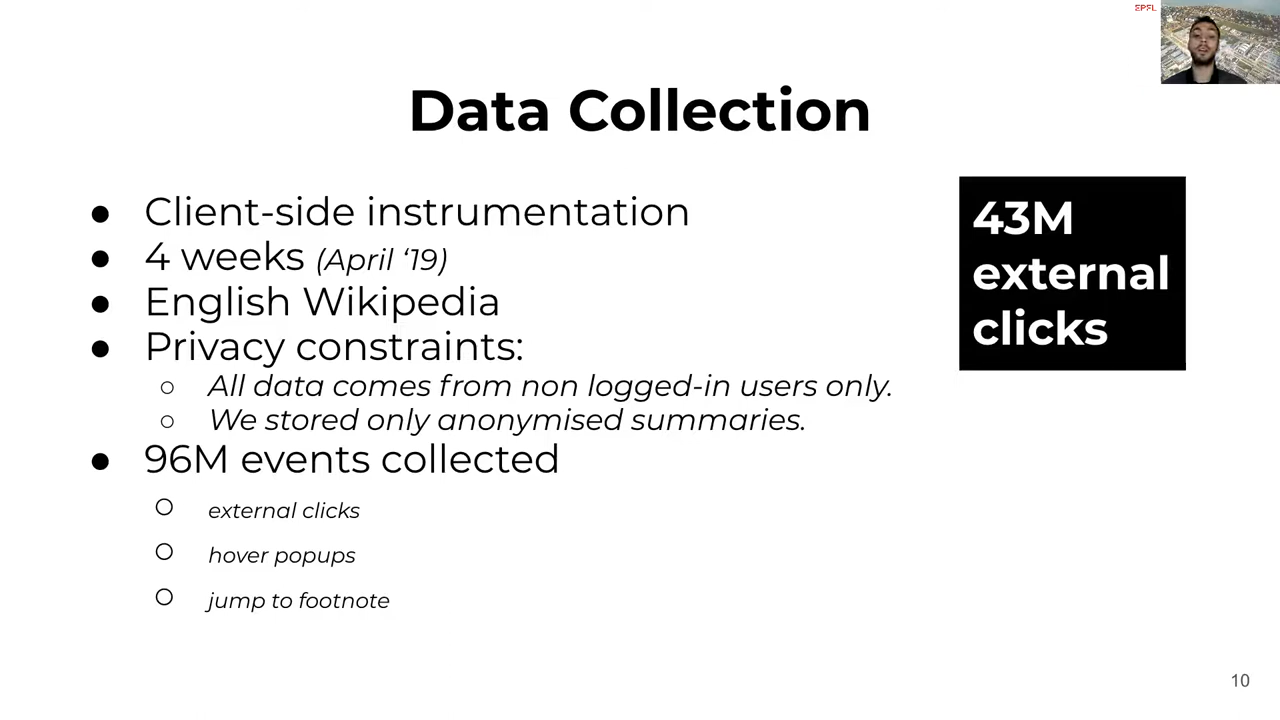 EPFL
Data Collection
● Client-side instrumentation
● 4 weeks (April ‘19)
● English Wikipedia
● Privacy constraints:
○ All data comes from non logged-in users only.
○ We stored only anonymised summaries.
● 96M events collected
○ external clicks
○ hover popups
○ jump to footnote
43M
external
clicks
10